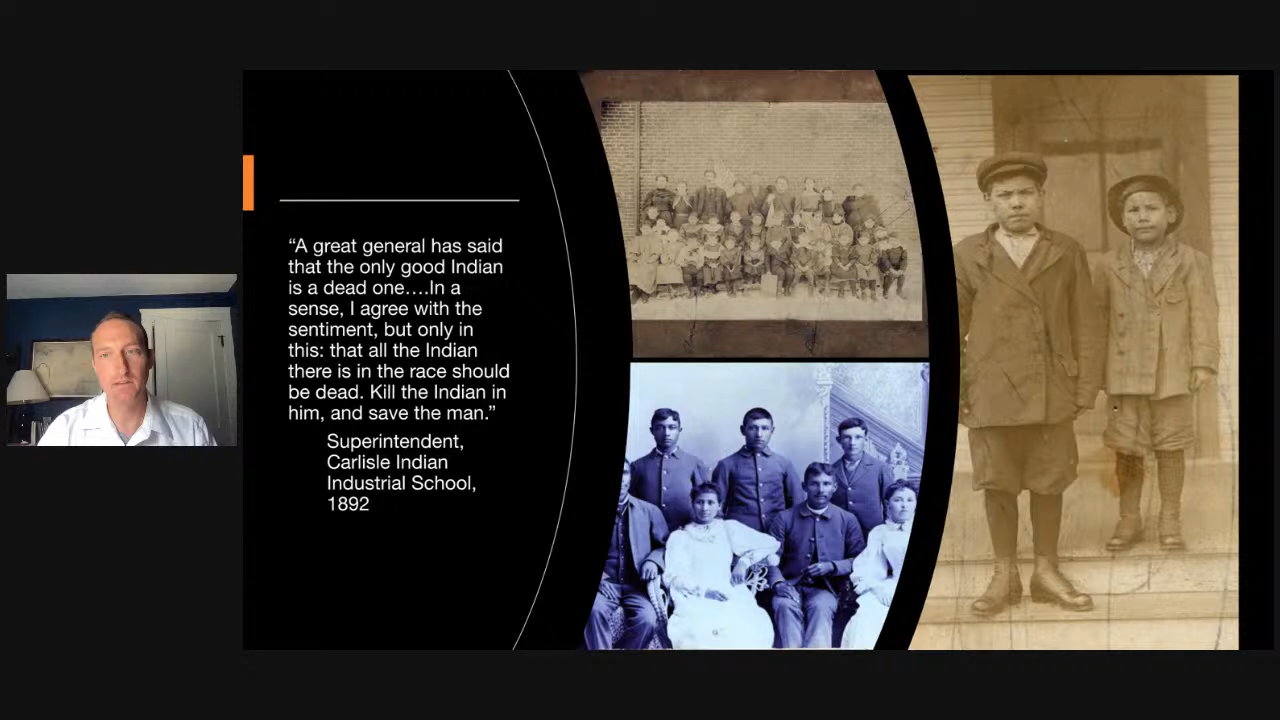 “A great general has said
that the only good Indian
is a dead one….In a
sense, I agree with the
sentiment, but only in
this: that all the Indian
there is in the race should
be dead. Kill the Indian in
him, and save the man.”
Superintendent,
Carlisle Indian
Industrial School,
1892